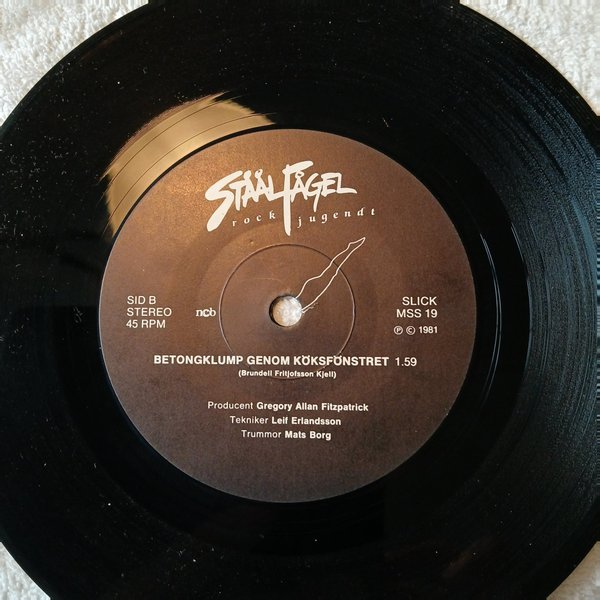 STÅÅLFÅGEL
rock jugendt
SID B
STEREO
45 RPM
ncb
SLICK
MSS 19
℗ © 1981
BETONGKLUMP GENOM KÖKSFÖNSTRET 1.59
(Brundell Fritjofsson Kjell)
Producent Gregory Allan Fitzpatrick
Tekniker Leif Erlandsson
Trummor Mats Borg